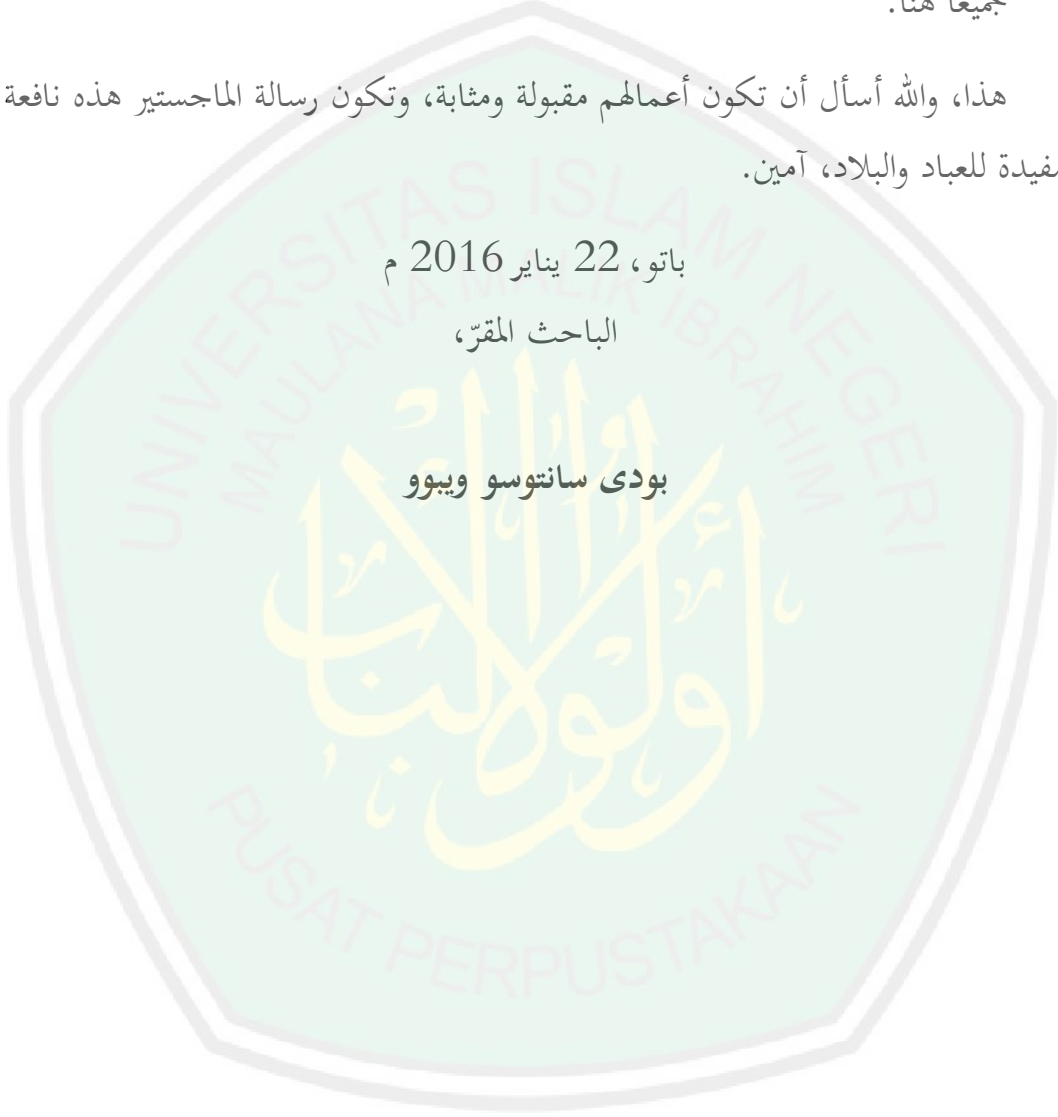 جميعا هنا.
هذا، والله أسأل أن تكون أعمالهم مقبولة ومثابة، وتكون رسالة الماجستير هذه نافعة
مفيدة للعباد والبلاد، آمين.
باتو، 22 يناير 2016 م
الباحث المقرّ،
بودى سانتوسو ويبوو
UNIVERSITAS ISLAM NEGERI
MAULANA MALIK IBRAHIM
أولوا الألباب
PUSAT PERPUSTAKAAN